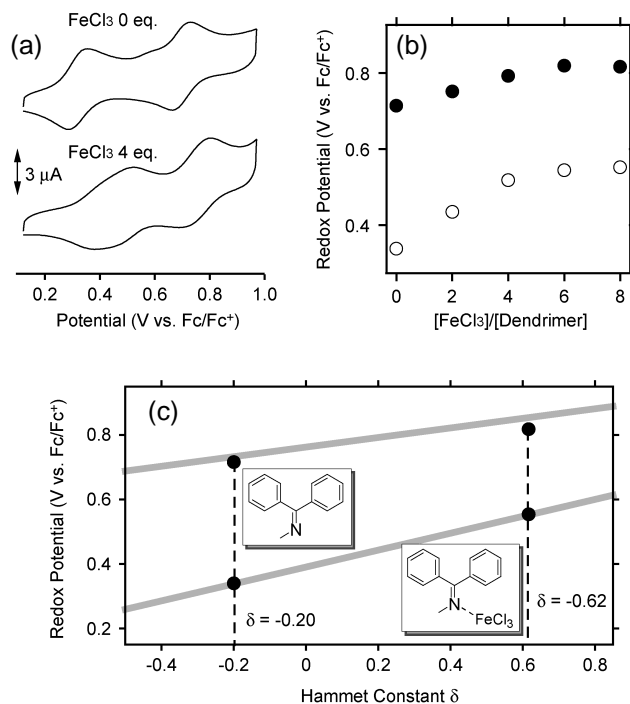 (a)
FeCl3 0 eq.
FeCl3 4 eq.
3 μA
0.2 0.4 0.6 0.8 1.0
Potential (V vs. Fc/Fc+)
(b)
Redox Potential (V vs. Fc/Fc+)
0.8
0.6
0.4
0 2 4 6 8
[FeCl3]/[Dendrimer]
(c)
Redox Potential (V vs. Fc/Fc+)
0.8
0.6
0.4
0.2
N
N
FeCl3
δ = -0.20
δ = -0.62
-0.4 -0.2 0 0.2 0.4 0.6 0.8
Hammet Constant δ